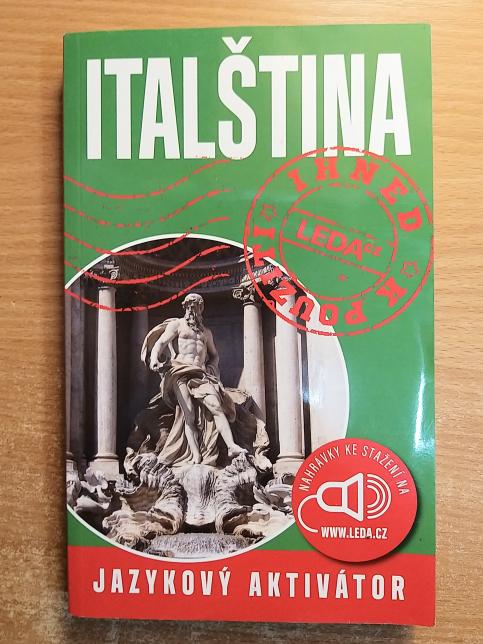 ITALŠTINA
IHNED
LEDA
K POUŽITÍ
NAHRÁVKY KE STAŽENÍ NA
WWW.LEDA.CZ
JAZYKOVÝ AKTIVÁTOR